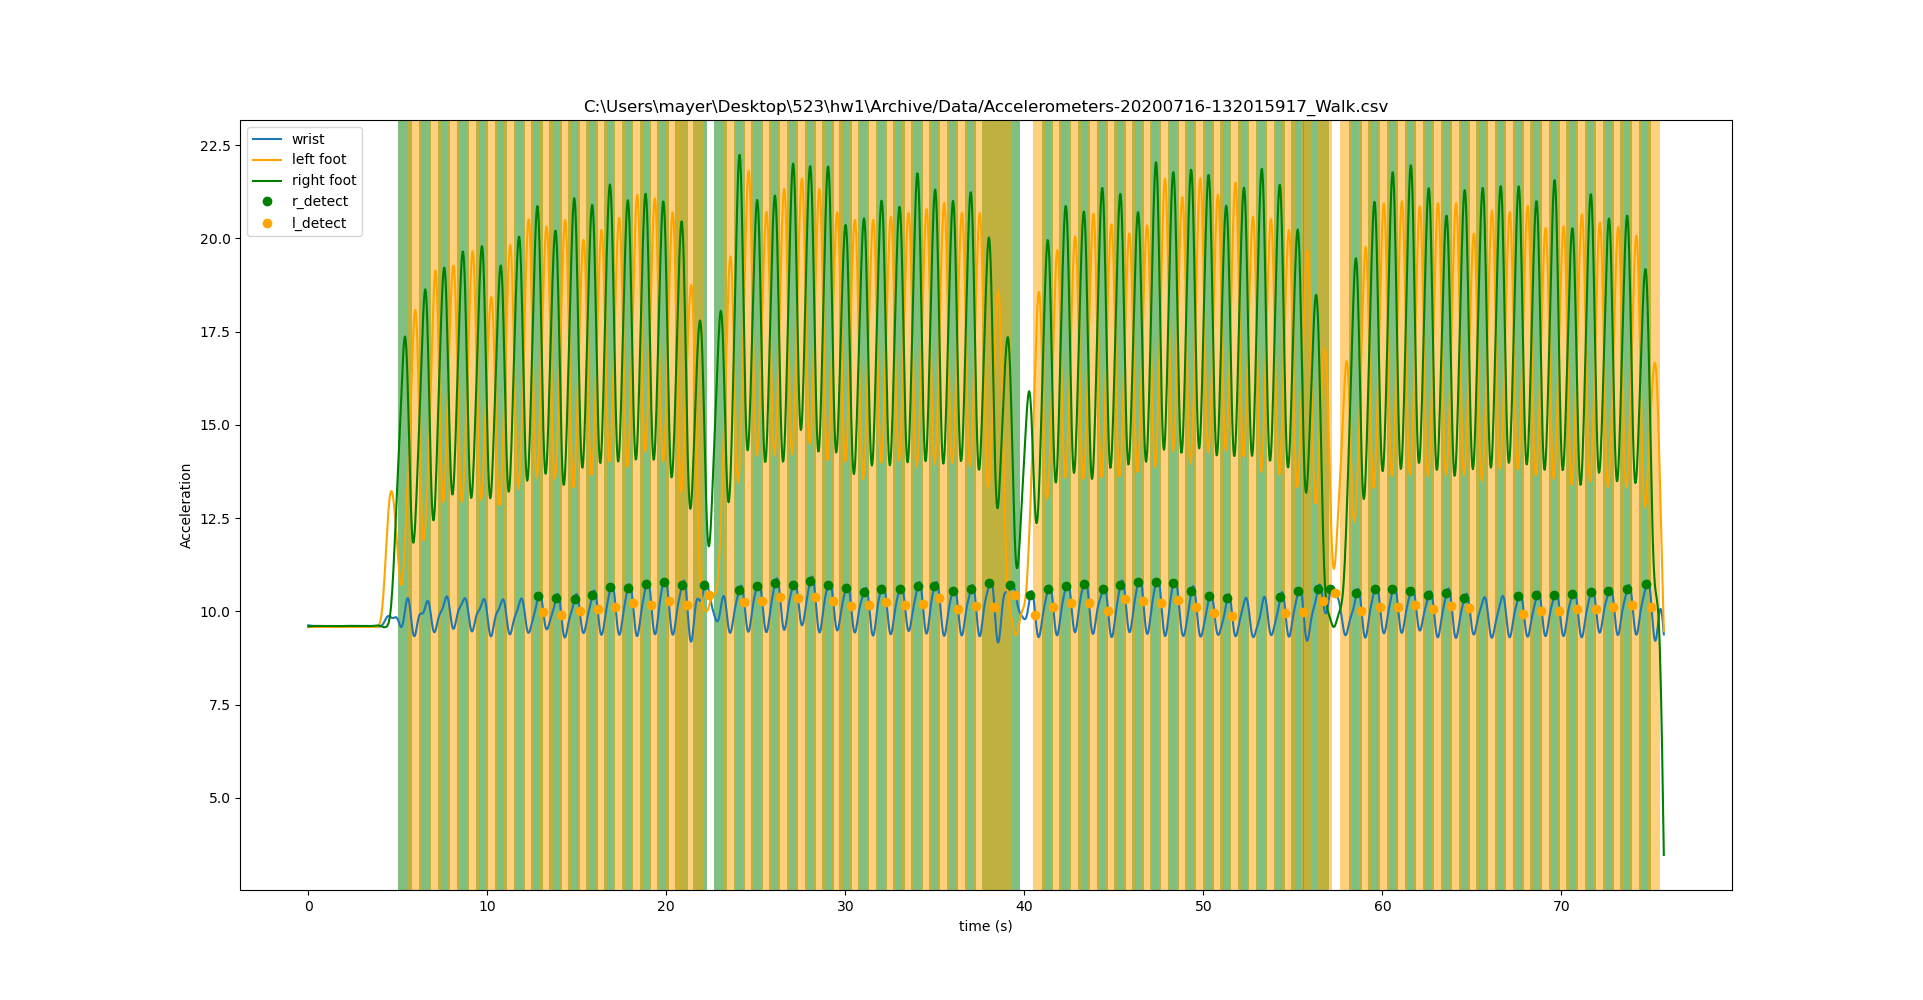 C:\Users\mayer\Desktop\523\hw1\Archive/Data/Accelerometers-20200716-132015917_Walk.csv
wrist
left foot
right foot
r_detect
l_detect
22.5
20.0
17.5
15.0
12.5
10.0
7.5
5.0
Acceleration
0 10 20 30 40 50 60 70
time (s)